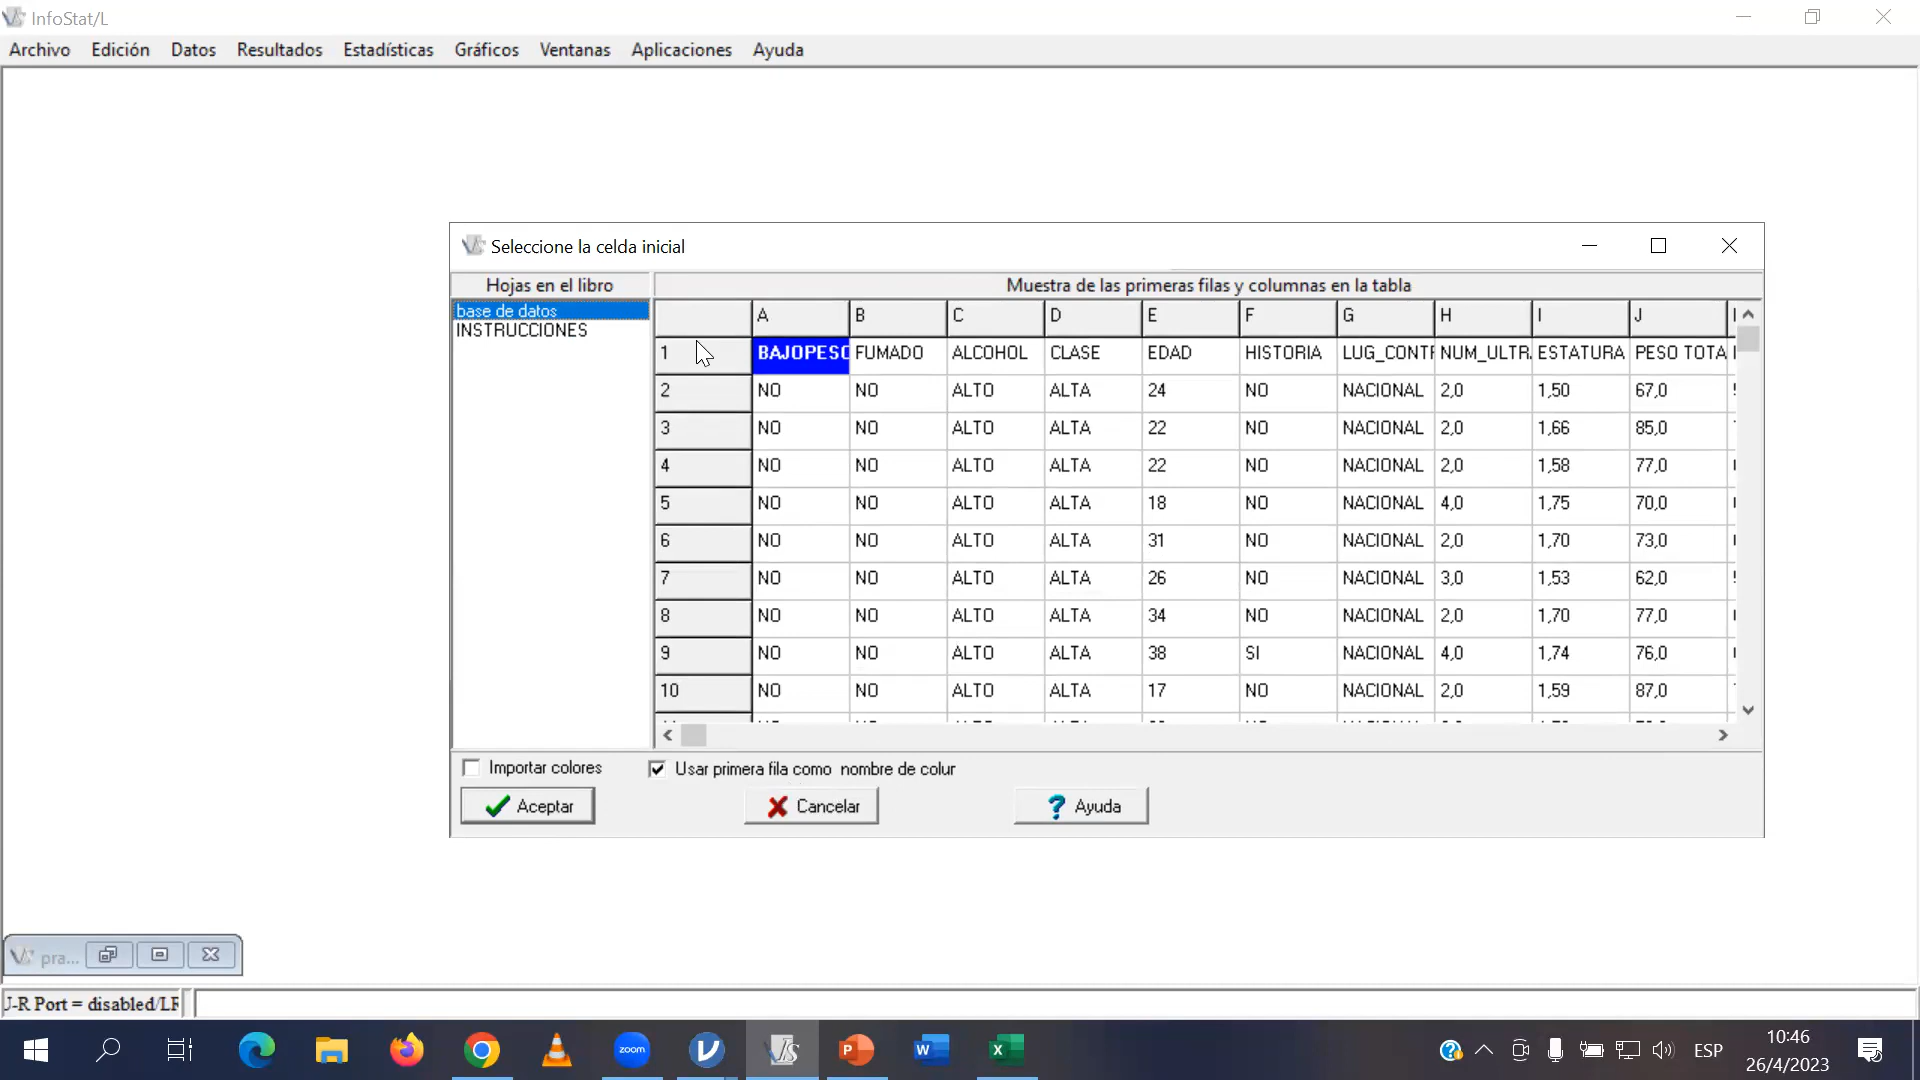 InfoStat/L
Archivo Edición Datos Resultados Estadísticas Gráficos Ventanas Aplicaciones Ayuda
Seleccione la celda inicial
Hojas en el libro Muestra de las primeras filas y columnas en la tabla
base de datos
INSTRUCCIONES
A B C D E F G H I J
1 BAJOPESO FUMADO ALCOHOL CLASE EDAD HISTORIA LUG_CONTR NUM_ULTR ESTATURA PESO TOTA
2 NO NO ALTO ALTA 24 NO NACIONAL 2,0 1,50 67,0
3 NO NO ALTO ALTA 22 NO NACIONAL 2,0 1,66 85,0
4 NO NO ALTO ALTA 22 NO NACIONAL 2,0 1,58 77,0
5 NO NO ALTO ALTA 18 NO NACIONAL 4,0 1,75 70,0
6 NO NO ALTO ALTA 31 NO NACIONAL 2,0 1,70 73,0
7 NO NO ALTO ALTA 26 NO NACIONAL 3,0 1,53 62,0
8 NO NO ALTO ALTA 34 NO NACIONAL 2,0 1,70 77,0
9 NO NO ALTO ALTA 38 SI NACIONAL 4,0 1,74 76,0
10 NO NO ALTO ALTA 17 NO NACIONAL 2,0 1,59 87,0
Importar colores Usar primera fila como nombre de colur
Aceptar Cancelar Ayuda
pra...
J-R Port = disabled/LF
zoom
ESP
10:46
26/4/2023